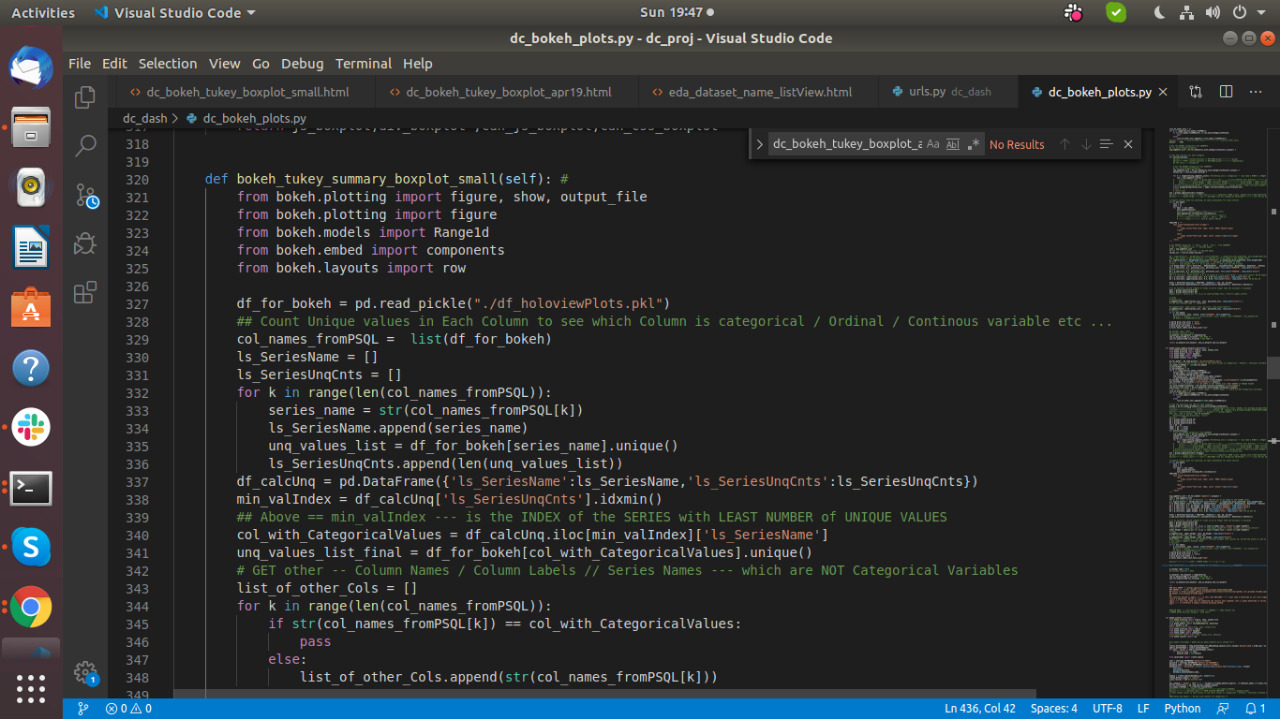 Activities Visual Studio Code Sun 19:47
dc_bokeh_plots.py - dc_proj - Visual Studio Code
File Edit Selection View Go Debug Terminal Help
<> dc_bokeh_tukey_boxplot_small.html <> dc_bokeh_tukey_boxplot_apr19.html <> eda_dataset_name_listView.html urls.py dc_dash dc_bokeh_plots.py
dc_dash > dc_bokeh_plots.py
dc_bokeh_tukey_boxplot_a Aa Abl .* No Results
318
319
320 def bokeh_tukey_summary_boxplot_small(self): #
321 from bokeh.plotting import figure, show, output_file
322 from bokeh.plotting import figure
323 from bokeh.models import Range1d
324 from bokeh.embed import components
325 from bokeh.layouts import row
326
327 df_for_bokeh = pd.read_pickle("./df_holoviewPlots.pkl")
328 ## Count Unique values in Each Column to see which Column is categorical / Ordinal / Continous variable etc ...
329 col_names_fromPSQL =  list(df_for_bokeh)
330 ls_SeriesName = []
331 ls_SeriesUnqCnts = []
332 for k in range(len(col_names_fromPSQL)):
333 series_name = str(col_names_fromPSQL[k])
334 ls_SeriesName.append(series_name)
335 unq_values_list = df_for_bokeh[series_name].unique()
336 ls_SeriesUnqCnts.append(len(unq_values_list))
337 df_calcUnq = pd.DataFrame({'ls_SeriesName':ls_SeriesName,'ls_SeriesUnqCnts':ls_SeriesUnqCnts})
338 min_valIndex = df_calcUnq['ls_SeriesUnqCnts'].idxmin()
339 ## Above == min_valIndex --- is the INDEX of the SERIES with LEAST NUMBER of UNIQUE VALUES
340 col_with_CategoricalValues = df_calcUnq.iloc[min_valIndex]['ls_SeriesName']
341 unq_values_list_final = df_for_bokeh[col_with_CategoricalValues].unique()
342 # GET other -- Column Names / Column Labels // Series Names --- which are NOT Categorical Variables
343 list_of_other_Cols = []
344 for k in range(len(col_names_fromPSQL)):
345 if str(col_names_fromPSQL[k]) == col_with_CategoricalValues:
346 pass
347 else:
348 list_of_other_Cols.append(str(col_names_fromPSQL[k]))
349
0 0 Ln 436, Col 42 Spaces: 4 UTF-8 LF Python 1